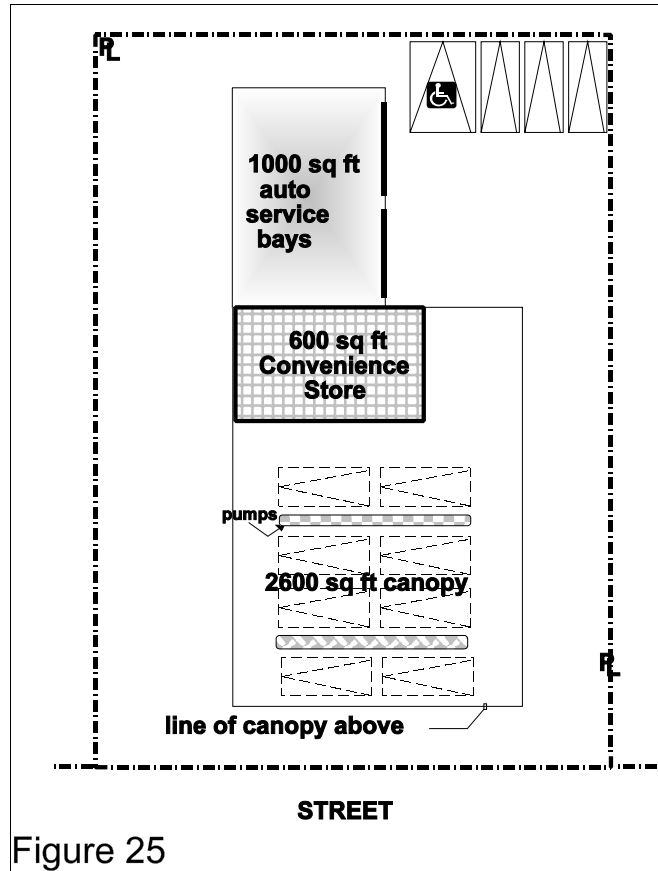 PL
1000 sq ft
auto
service
bays
600 sq ft
Convenience
Store
pumps
2600 sq ft canopy
PL
line of canopy above
STREET
Figure 25